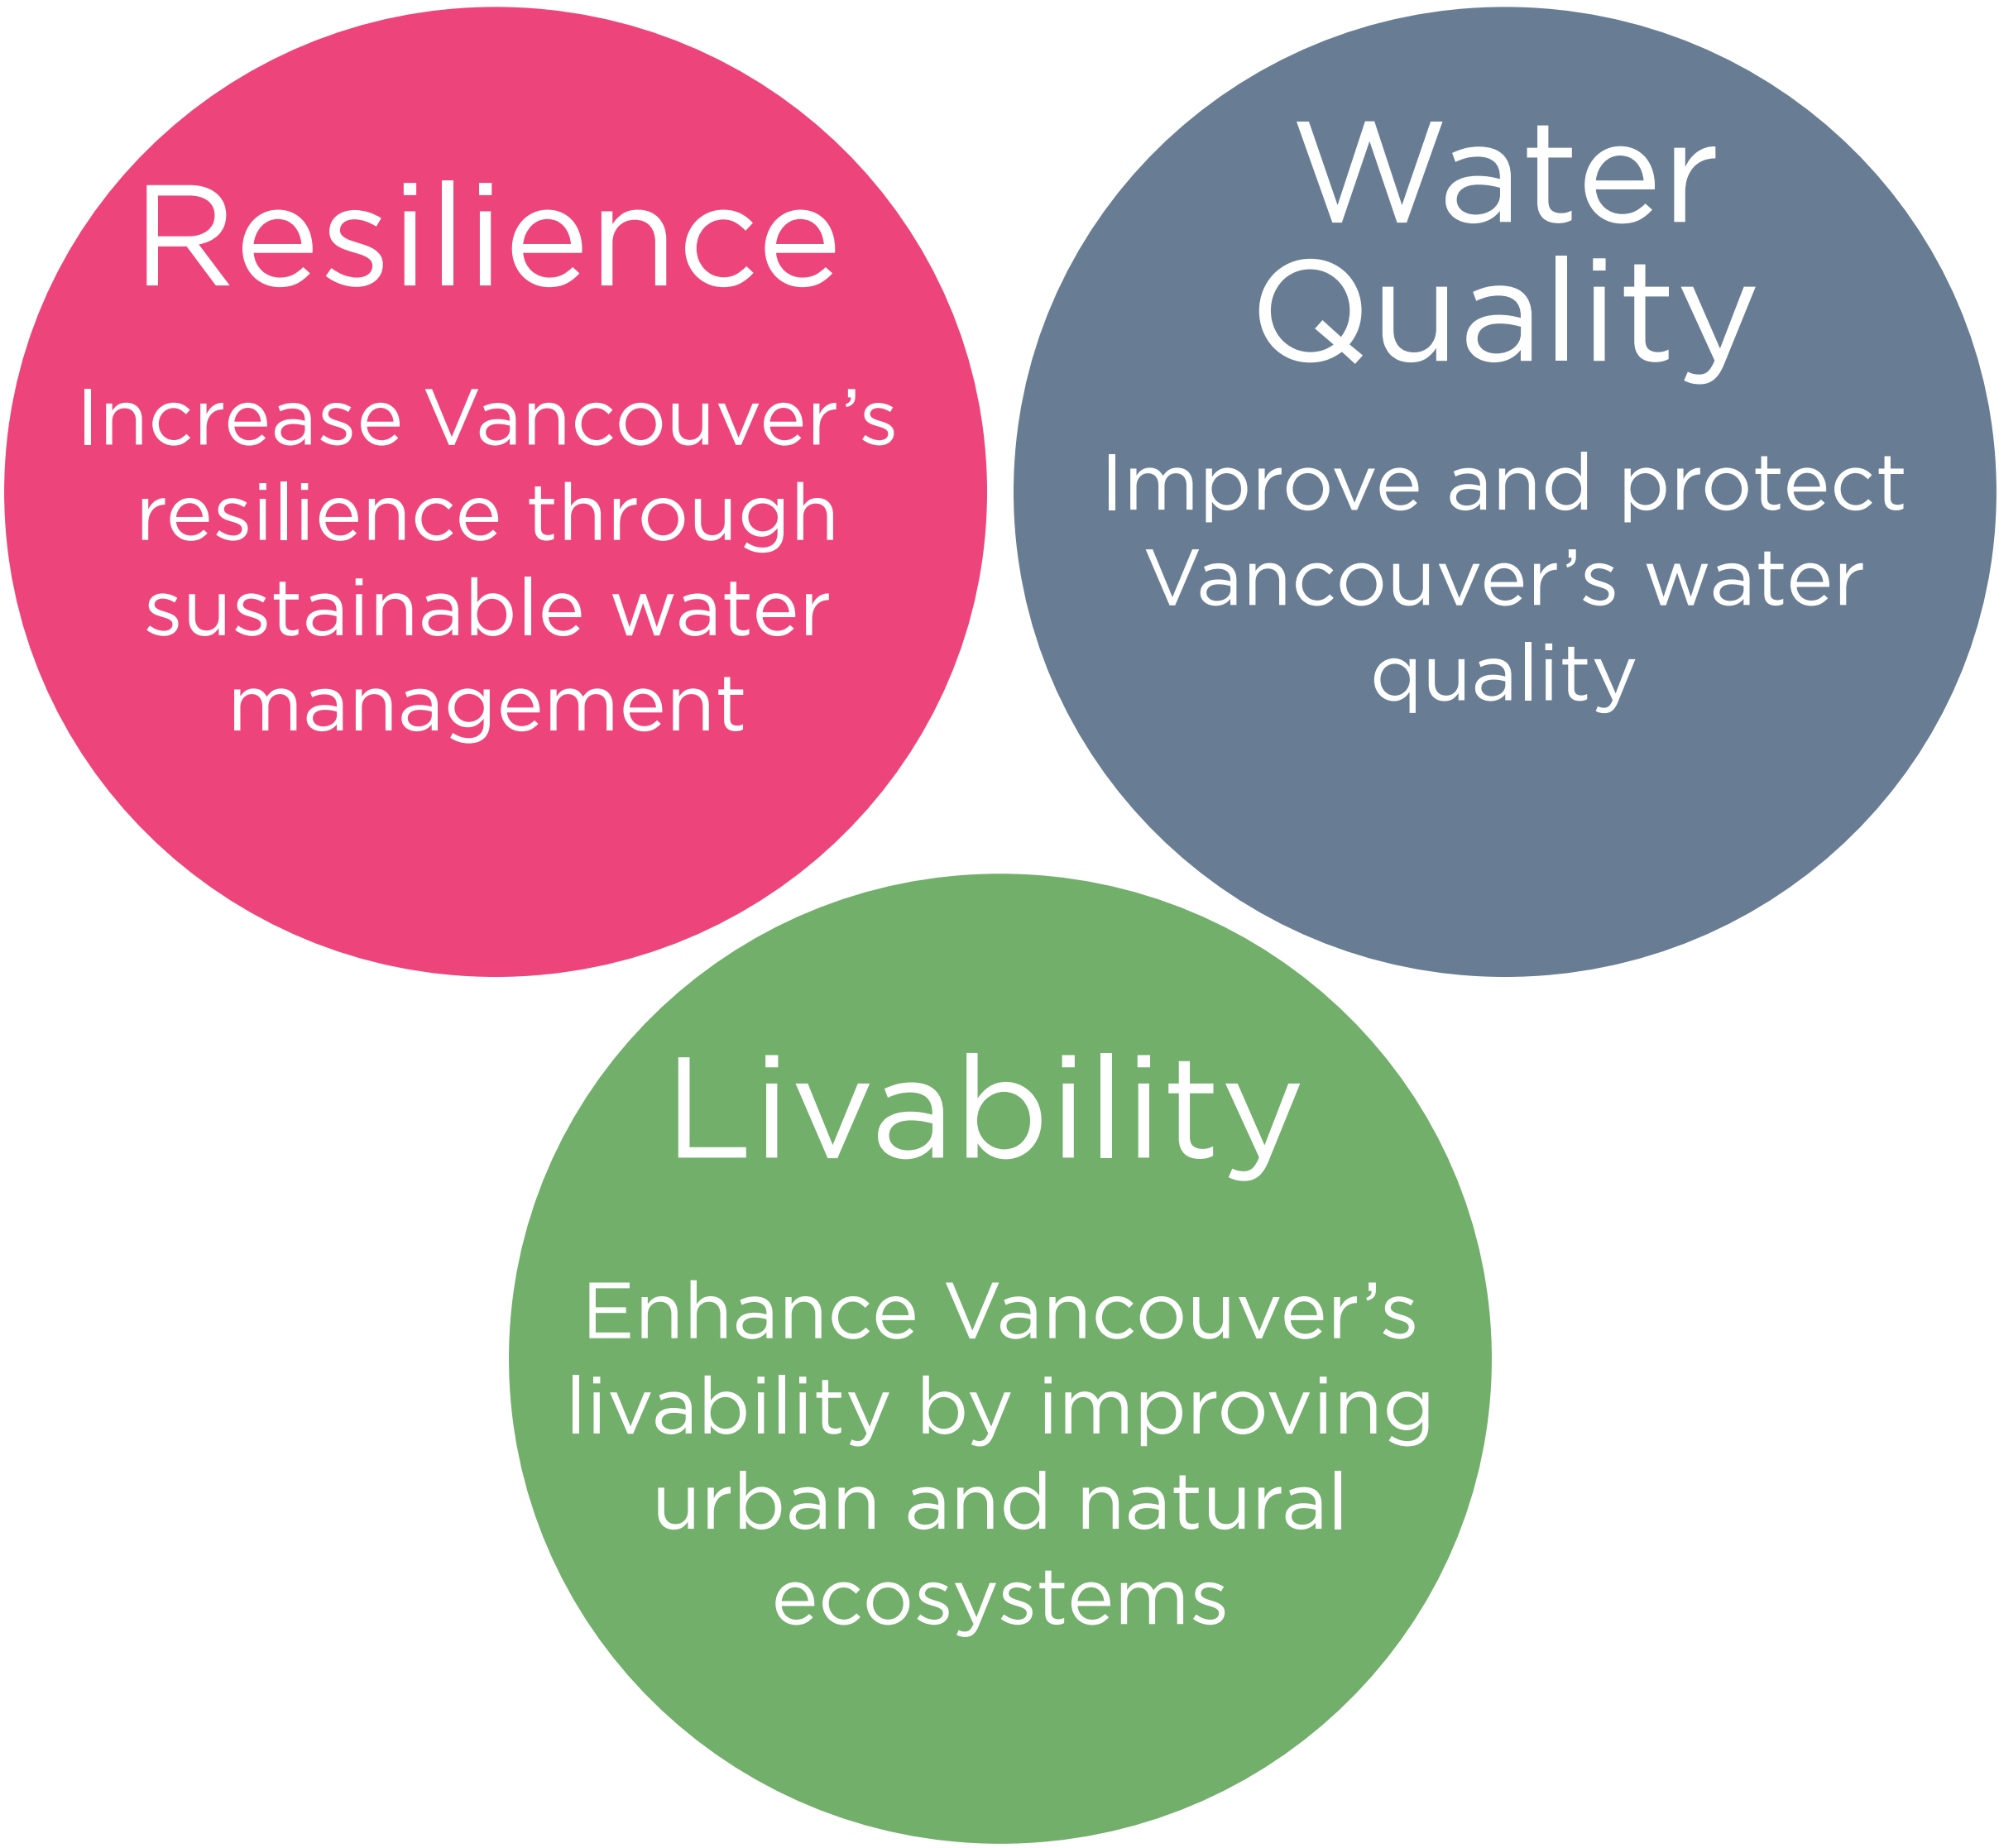 Resilience
Increase Vancouver's
resilience through
sustainable water
management
Water
Quality
Improve and protect
Vancouver's water
quality
Livability
Enhance Vancouver's
livability by improving
urban and natural
ecosystems